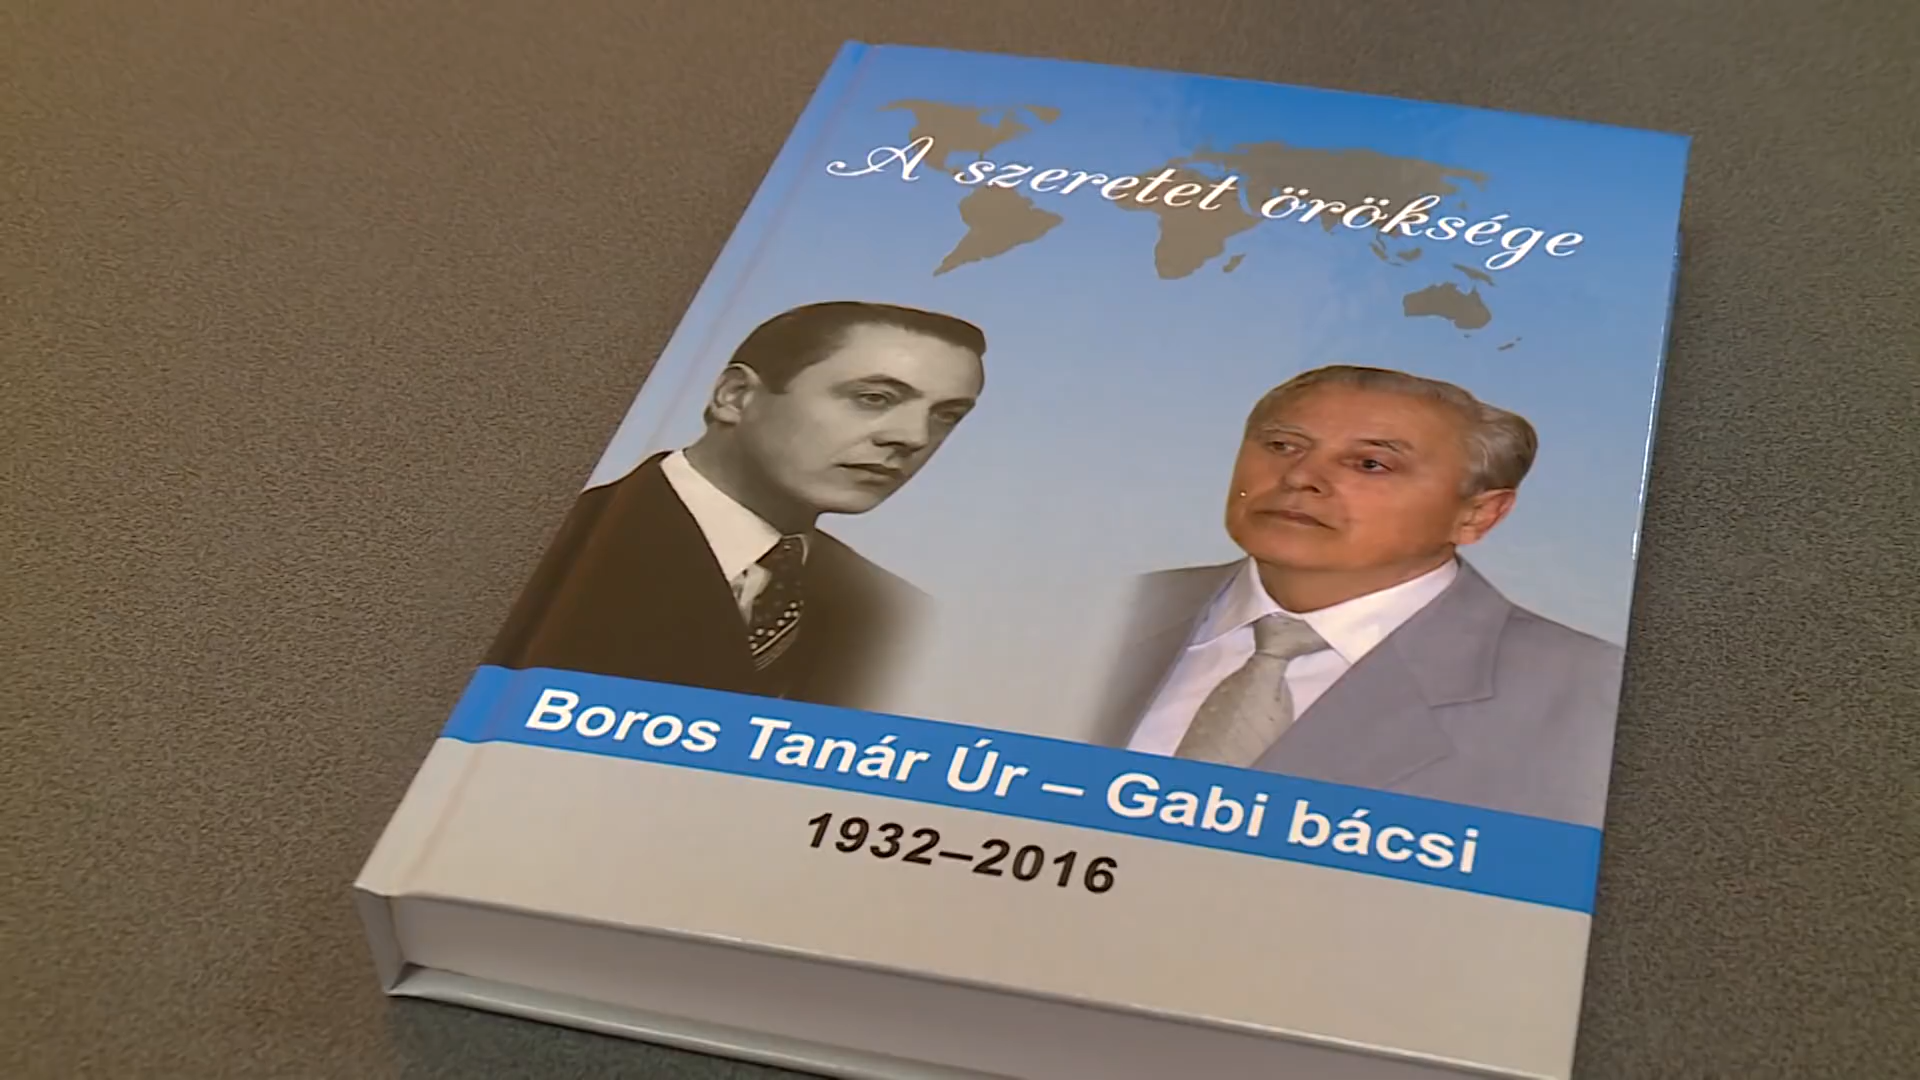 A szeretet öröksége
Boros Tanár Úr – Gabi bácsi
1932–2016